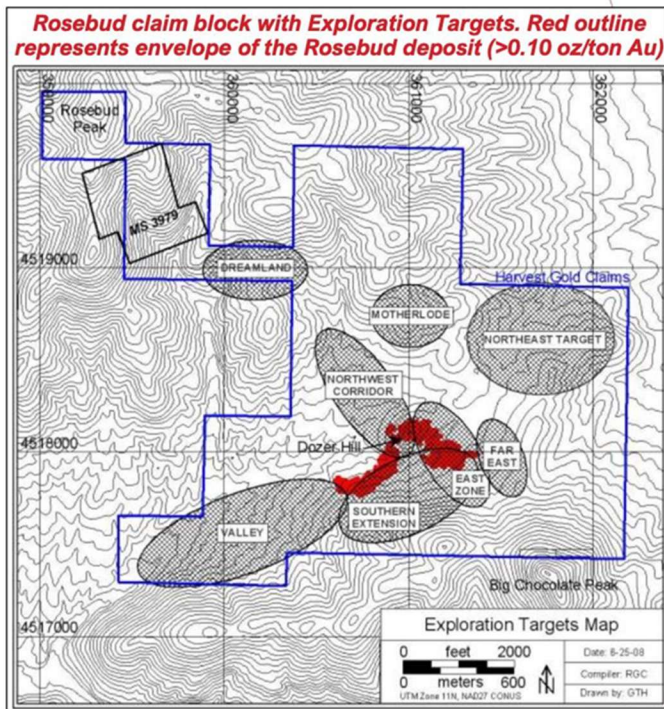 Rosebud claim block with Exploration Targets. Red outline
represents envelope of the Rosebud deposit (>0.10 oz/ton Au)
360000
361000
362000
Rosebud
Peak
MS 3979
4519000
DREAMLAND
Harvest Gold Claims
MOTHERLODE
NORTHEAST TARGET
NORTHWEST
CORRIDOR
4518000
Dozer Hill
FAR
EAST
EAST
ZONE
SOUTHERN
EXTENSION
VALLEY
Big Chocolate Peak
4517000
Exploration Targets Map
0 feet 2000
0 meters 600
UTM Zone 11N, NAD27 CONUS
N
Date: 6-25-08
Compiler: RGC
Drawn by: GTH